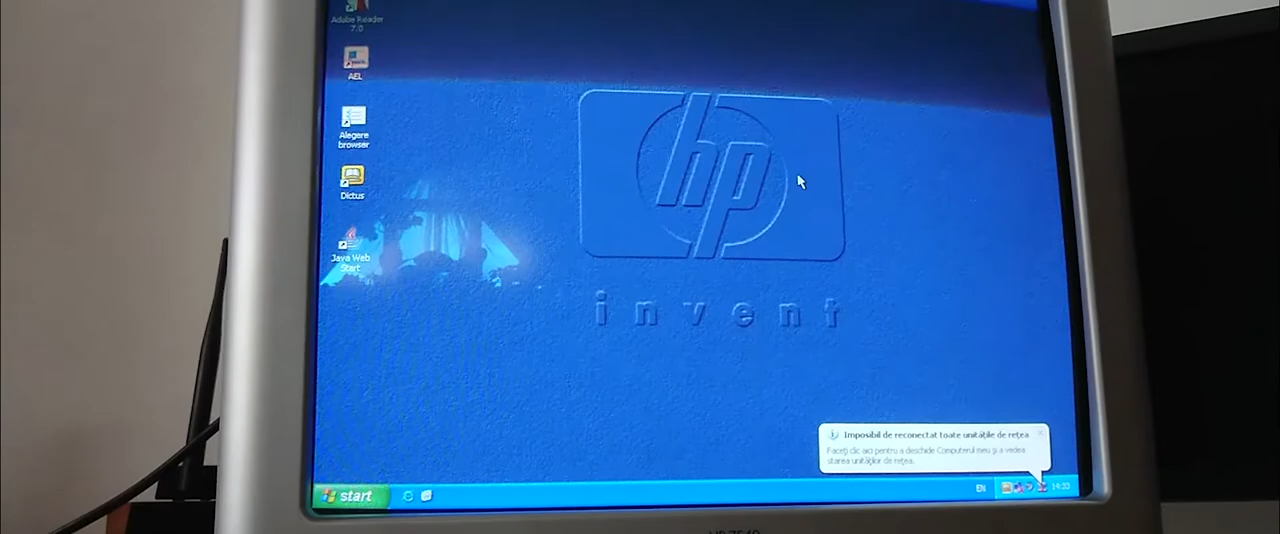 Adobe Reader
7.0
AEL
Alegere
browser
Dictus
Java Web
Start
hp
invent
Imposibil de reconectat toate unitățile de rețea
Faceți clic aici pentru a deschide Computerul meu și a vedea
starea unităților de rețea.
start
EN
14:33